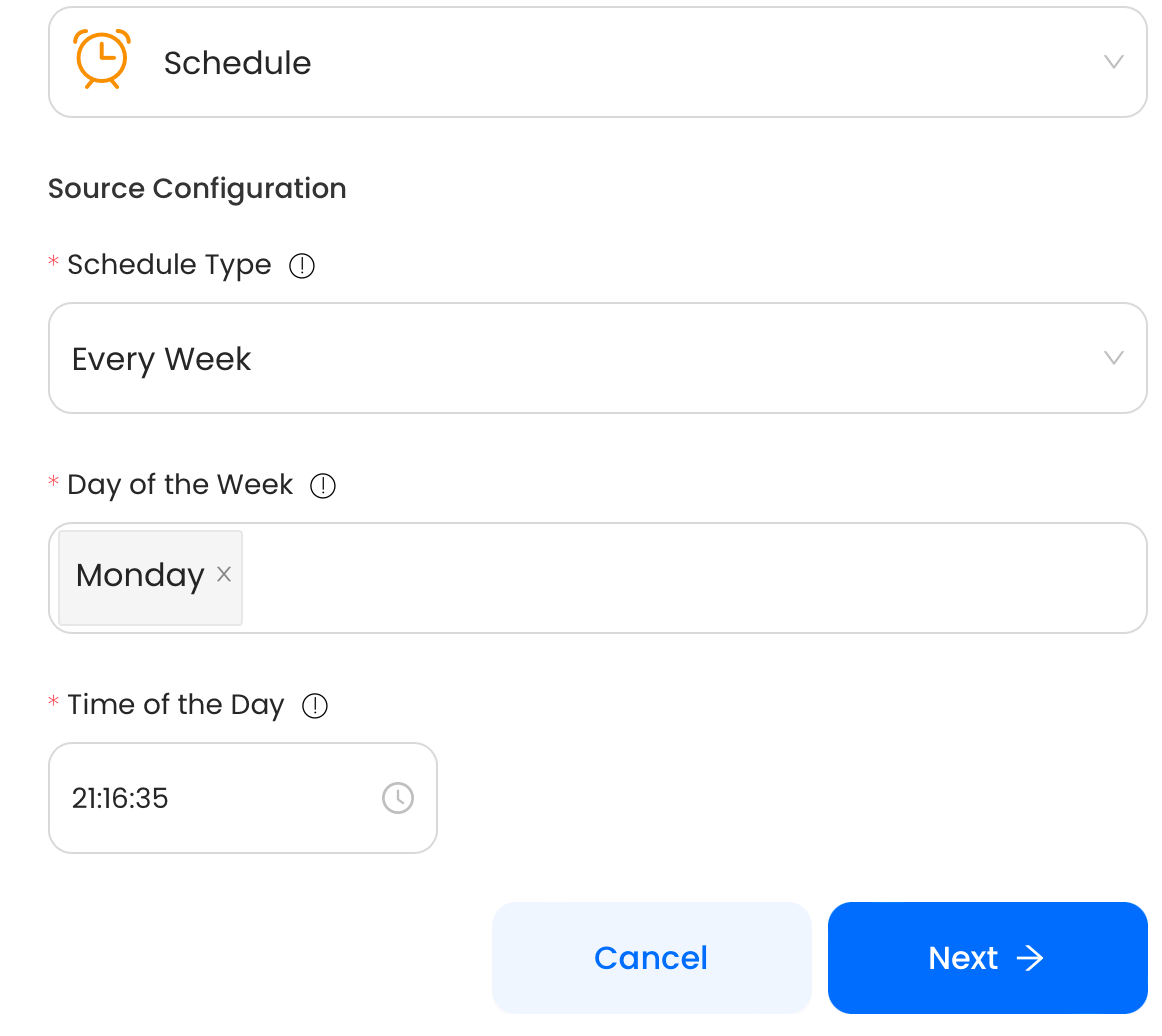 Schedule
Source Configuration
* Schedule Type
Every Week
* Day of the Week
Monday
* Time of the Day
21:16:35
Cancel Next